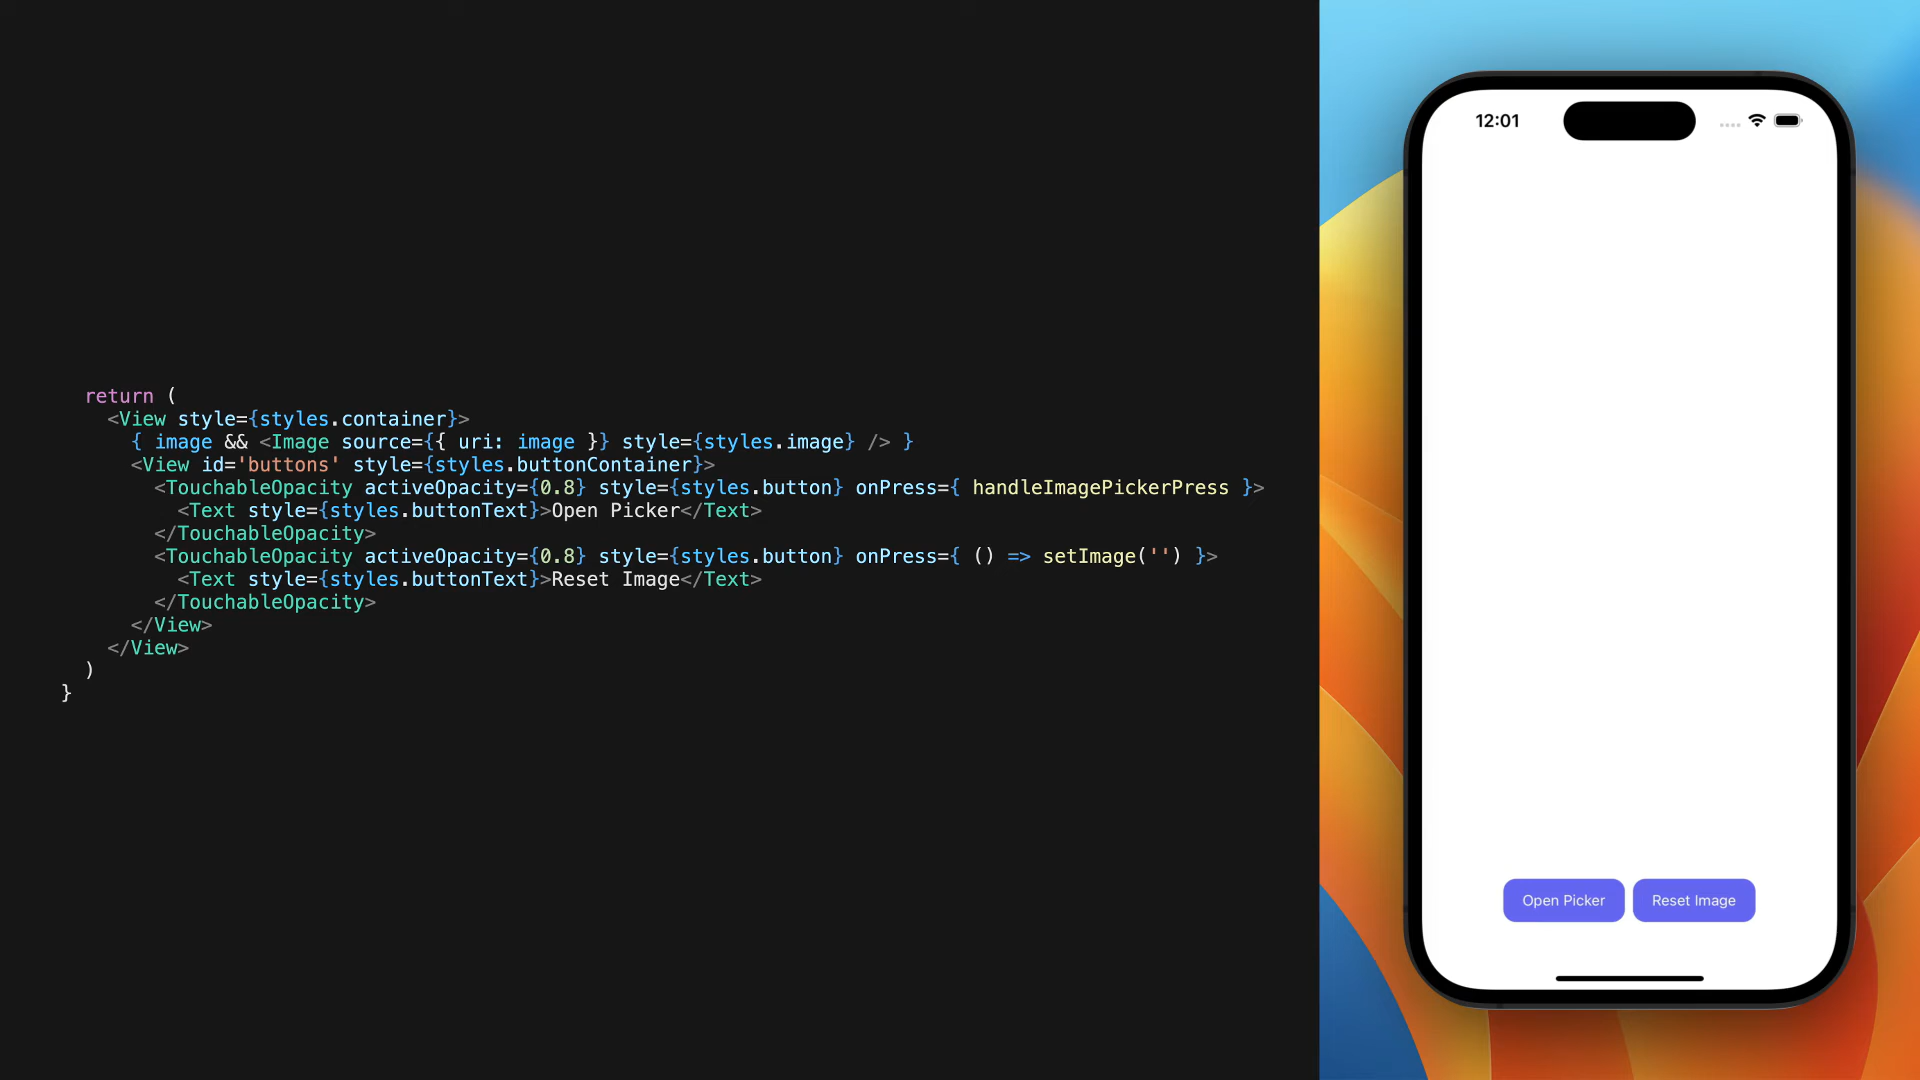 return (
<View style={styles.container}>
{ image && <Image source={{ uri: image }} style={styles.image} /> }
<View id='buttons' style={styles.buttonContainer}>
<TouchableOpacity activeOpacity={0.8} style={styles.button} onPress={ handleImagePickerPress }>
<Text style={styles.buttonText}>Open Picker</Text>
</TouchableOpacity>
<TouchableOpacity activeOpacity={0.8} style={styles.button} onPress={ () => setImage('') }>
<Text style={styles.buttonText}>Reset Image</Text>
</TouchableOpacity>
</View>
</View>
)
}
12:01
Open Picker
Reset Image